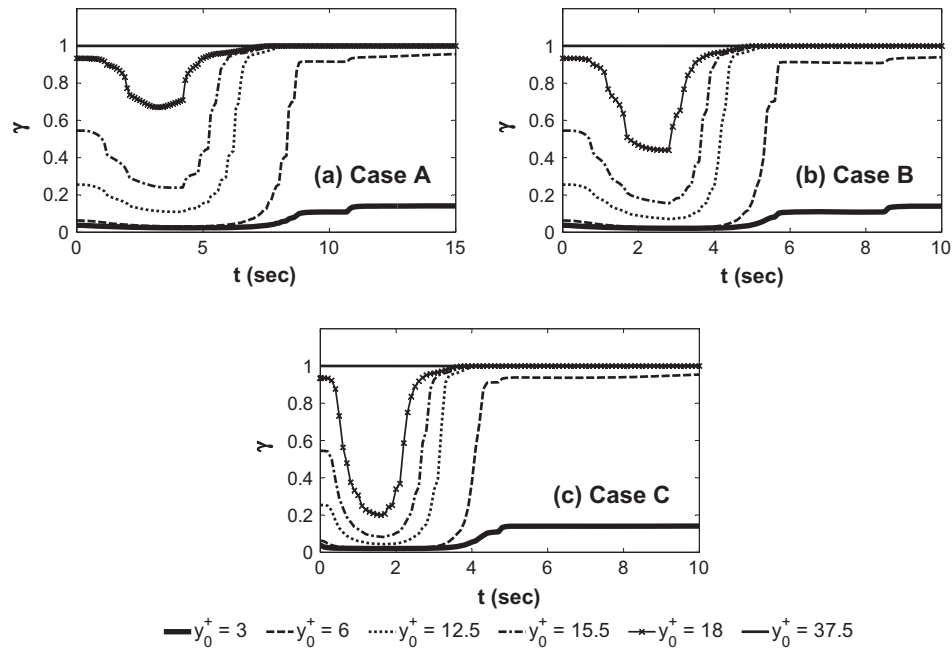 1
0.8
0.6
0.4
0.2
0
γ
(a) Case A
0 5 10 15
t (sec)
1
0.8
0.6
0.4
0.2
0
γ
(b) Case B
0 2 4 6 8 10
t (sec)
1
0.8
0.6
0.4
0.2
0
γ
(c) Case C
0 2 4 6 8 10
t (sec)
y₀⁺ = 3 y₀⁺ = 6 y₀⁺ = 12.5 y₀⁺ = 15.5 y₀⁺ = 18 y₀⁺ = 37.5